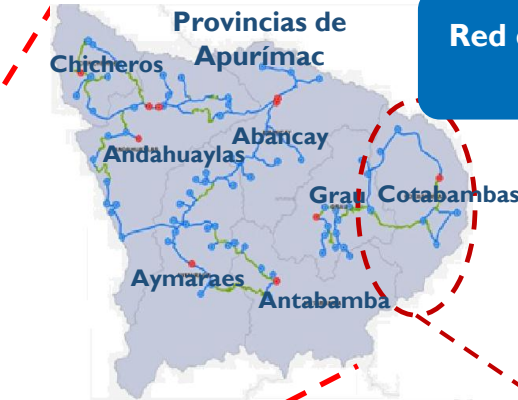 Provincias de
Apurímac
Red
Chicheros
Abancay
Andahuaylas
Grau
Cotabambas
Aymaraes
Antabamba